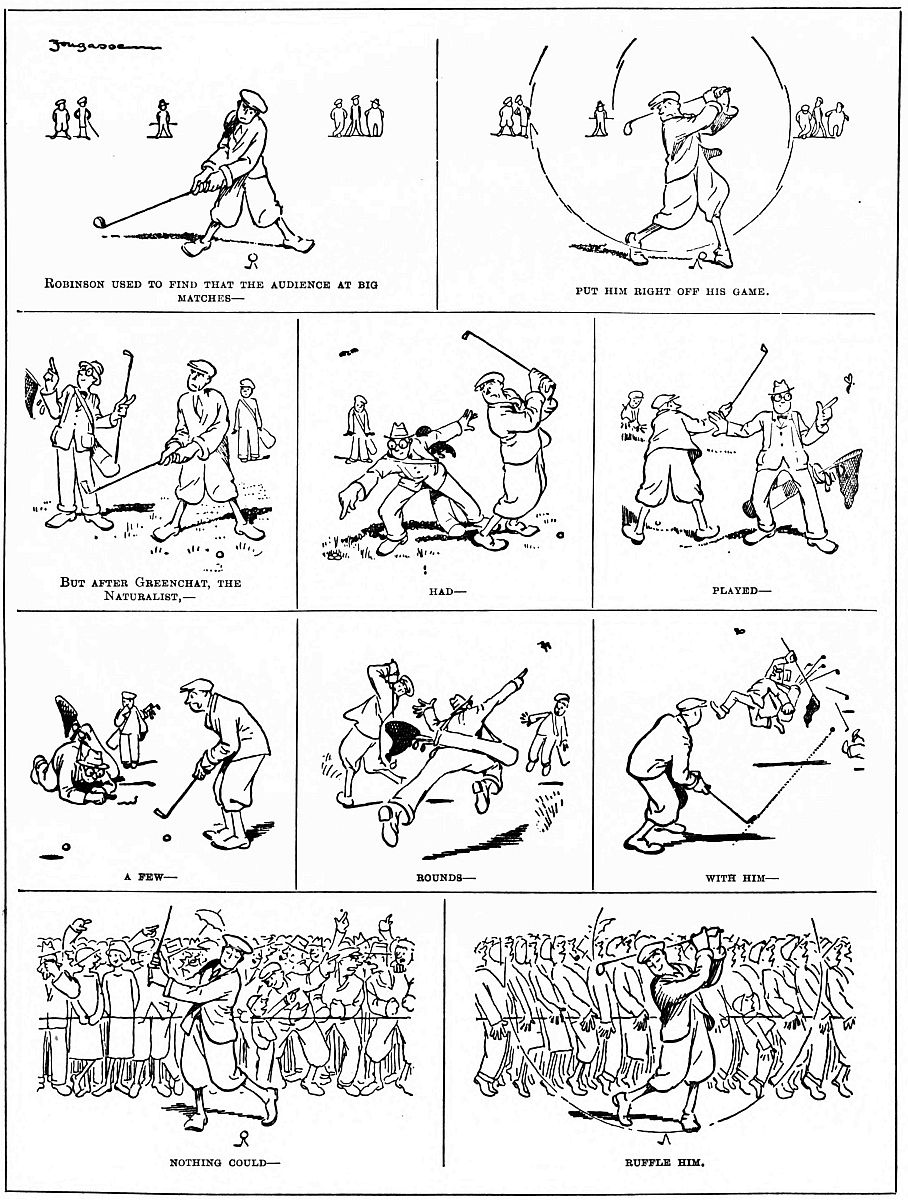 Fougasse
ROBINSON USED TO FIND THAT THE AUDIENCE AT BIG
MATCHES—
PUT HIM RIGHT OFF HIS GAME.
BUT AFTER GREENCHAT, THE
NATURALIST,—
HAD—
PLAYED—
A FEW—
ROUNDS—
WITH HIM—
NOTHING COULD—
RUFFLE HIM.